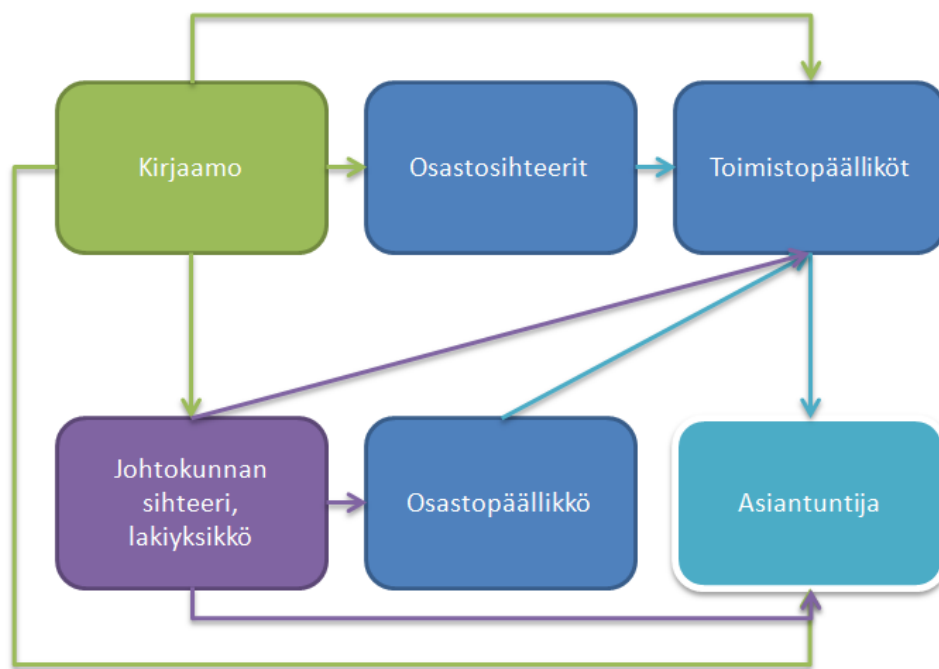 Kirjaamo
Osastosihteerit
Toimistopäälliköt
Johtokunnan
sihteeri,
lakiyksikkö
Osastopäällikkö
Asiantuntija